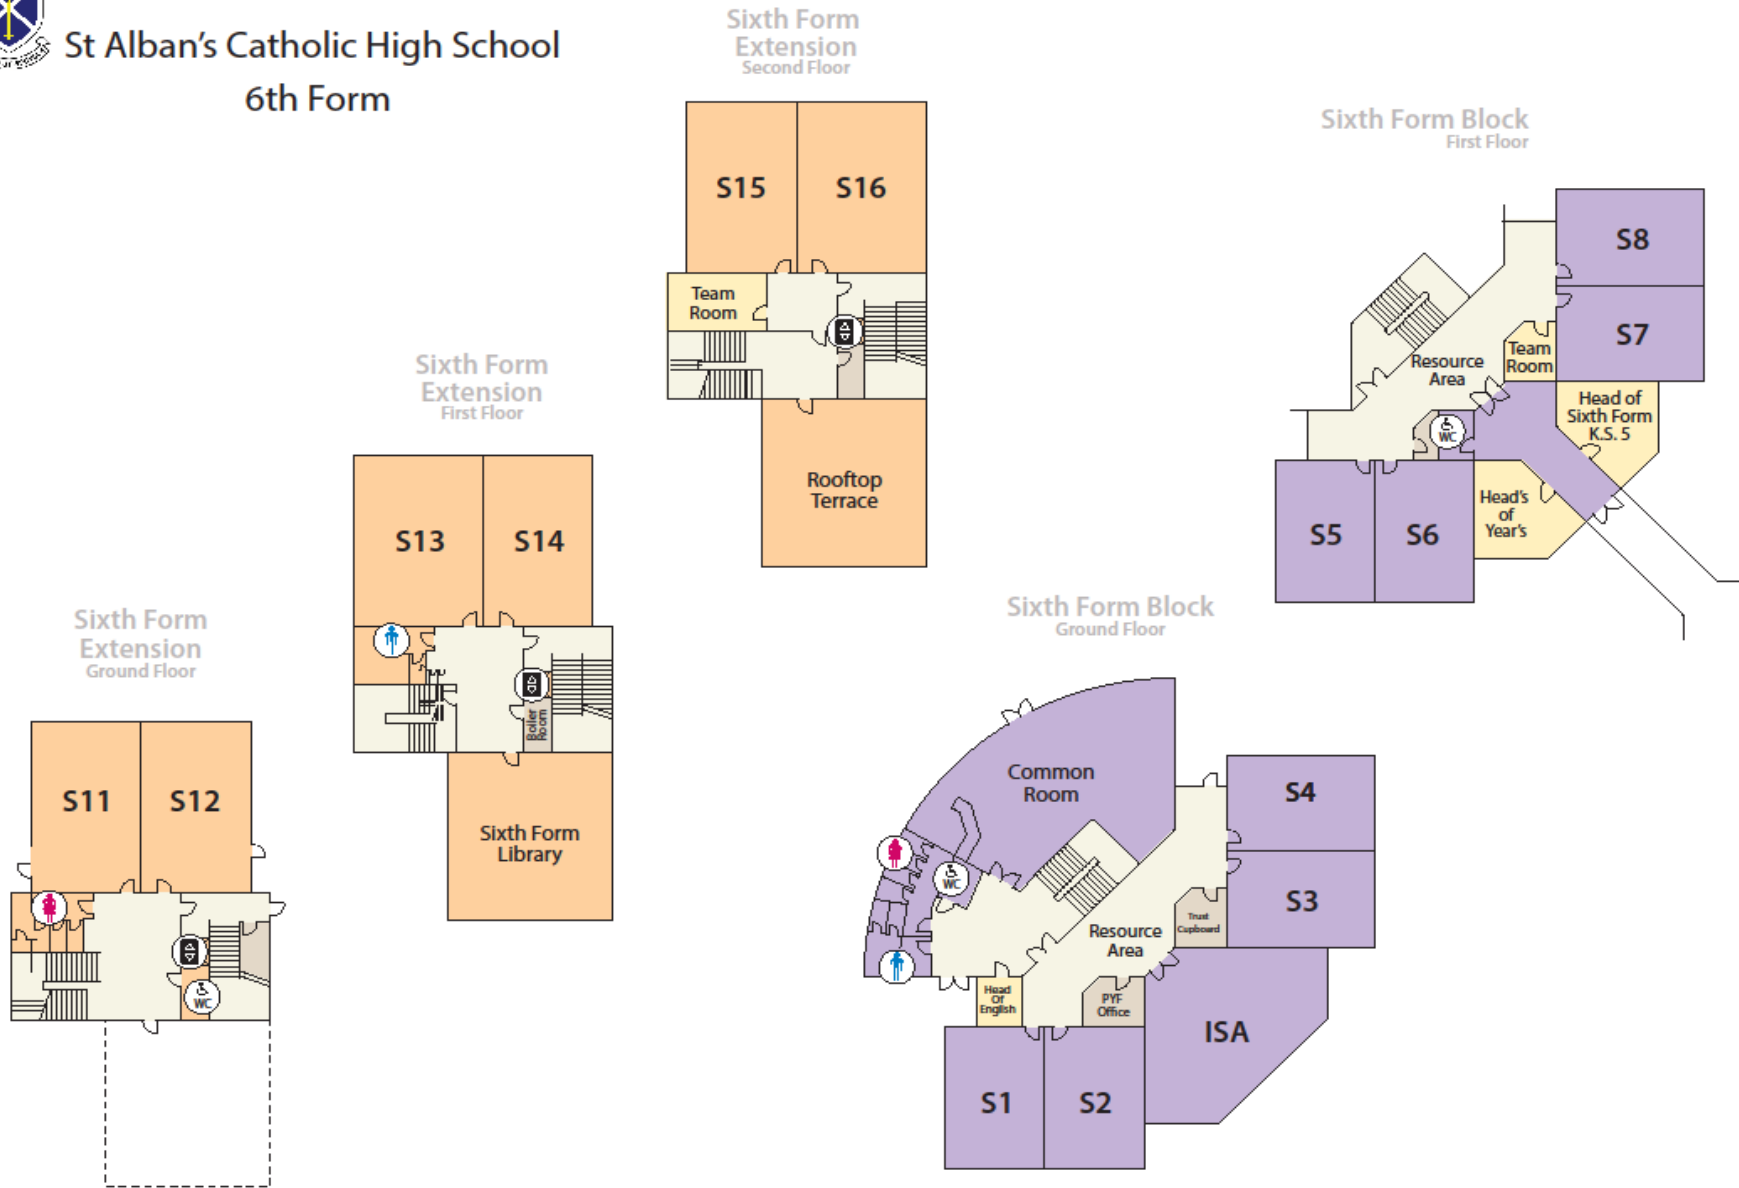 St Alban's Catholic High School
6th Form
Sixth Form
Extension
Second Floor
S15
S16
Team
Room
Rooftop
Terrace
Sixth Form Block
First Floor
S8
S7
Team
Room
Resource
Area
Head of
Sixth Form
K.S. 5
WC
S5
S6
Head's
of
Year's
Sixth Form
Extension
First Floor
S13
S14
Boiler
Room
Sixth Form
Library
Sixth Form
Extension
Ground Floor
S11
S12
WC
Sixth Form Block
Ground Floor
Common
Room
WC
S4
S3
Trust
Cupboard
Resource
Area
Head
Of
English
PYF
Office
ISA
S1
S2